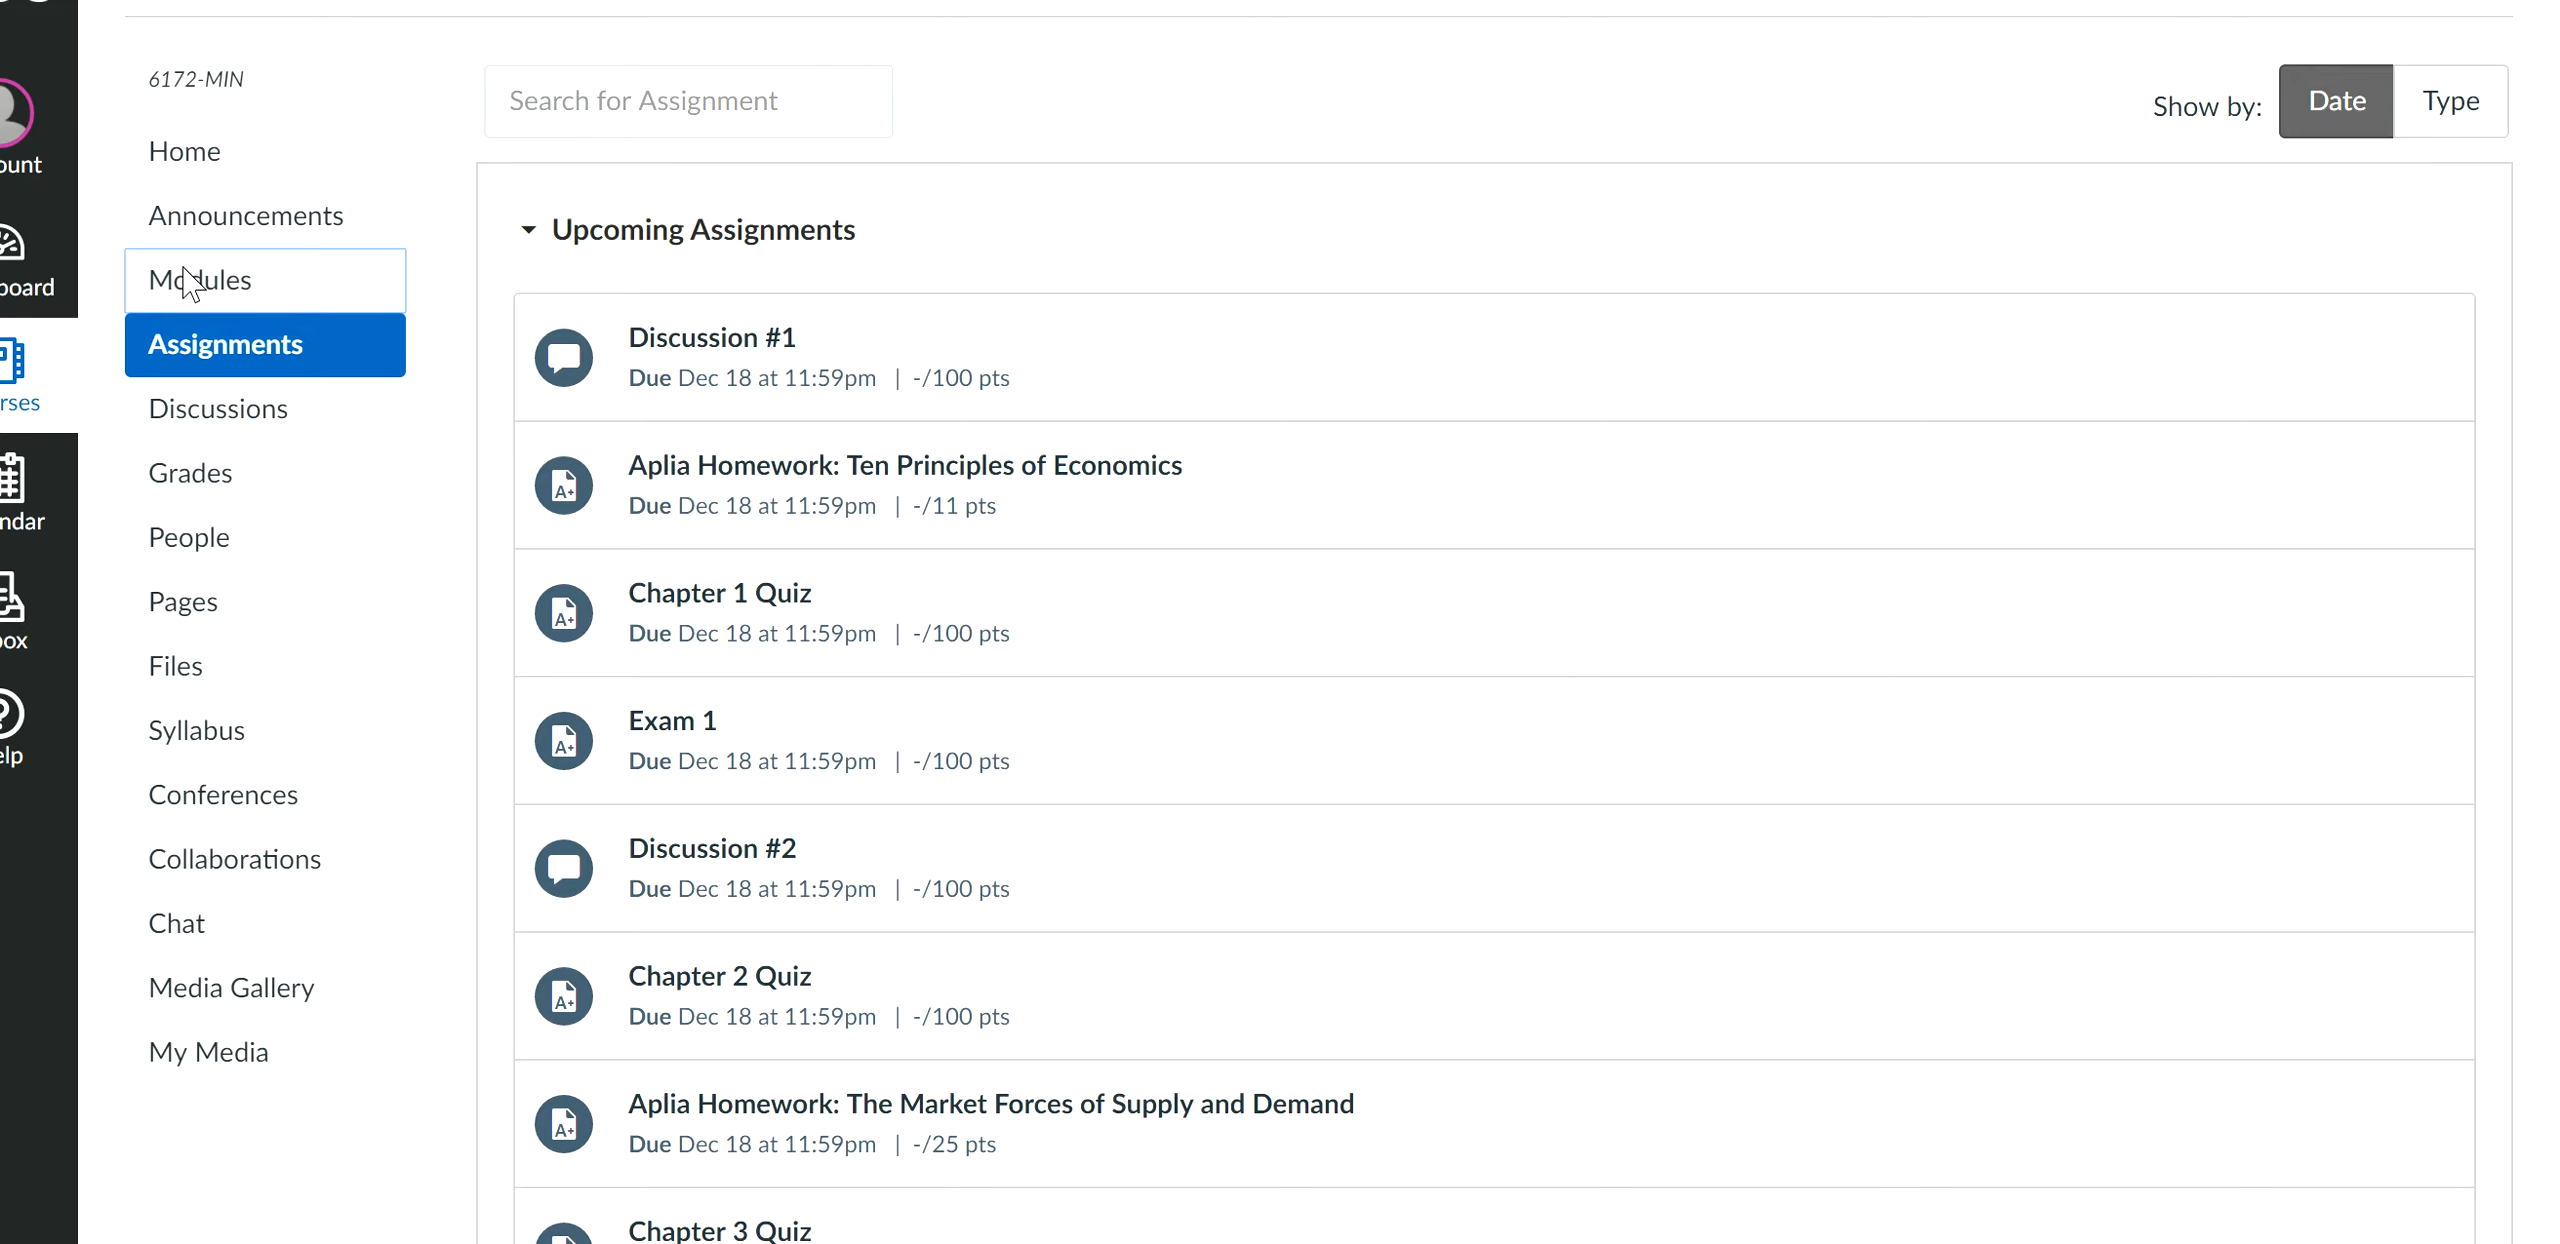 ount
board
rses
ndar
box
elp
6172-MIN
Home
Announcements
Modules
Assignments
Discussions
Grades
People
Pages
Files
Syllabus
Conferences
Collaborations
Chat
Media Gallery
My Media
Search for Assignment
Show by: Date Type
Upcoming Assignments
Discussion #1
Due Dec 18 at 11:59pm | -/100 pts
Aplia Homework: Ten Principles of Economics
Due Dec 18 at 11:59pm | -/11 pts
Chapter 1 Quiz
Due Dec 18 at 11:59pm | -/100 pts
Exam 1
Due Dec 18 at 11:59pm | -/100 pts
Discussion #2
Due Dec 18 at 11:59pm | -/100 pts
Chapter 2 Quiz
Due Dec 18 at 11:59pm | -/100 pts
Aplia Homework: The Market Forces of Supply and Demand
Due Dec 18 at 11:59pm | -/25 pts
Chapter 3 Quiz